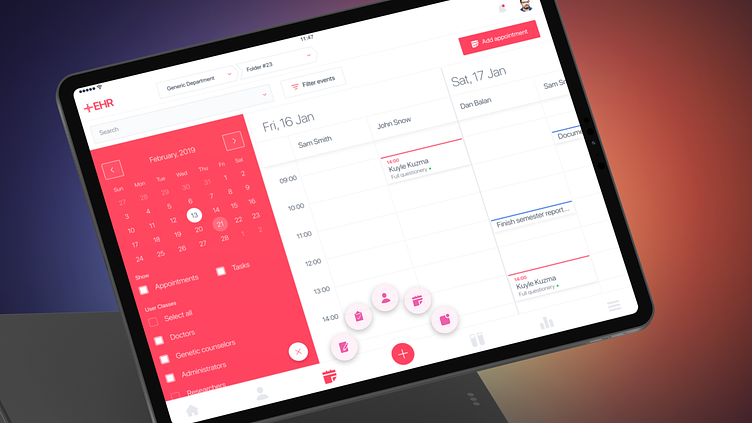 11:47
+EHR
Generic Department
Folder #23
Add appointment
Search
Filter events
February, 2019
Sun Mon Tue Wed Thu Fri Sat
27 28 29 30 31 1 2
3 4 5 6 7 8 9
10 11 12 13 14 15 16
17 18 19 20 21 22 23
24 25 26 27 28 1 2
Show
Appointments
Tasks
User Classes
Select all
Doctors
Genetic counselors
Administrators
Researchers
Fri, 16 Jan
Sat, 17 Jan
Sam Smith
John Snow
Dan Balan
Sam S
09:00
10:00
11:00
12:00
13:00
14:00
14:00
Kuyle Kuzma
Full questionery
Docume
Finish semester report...
14:00
Kuyle Kuzma
Full questionery